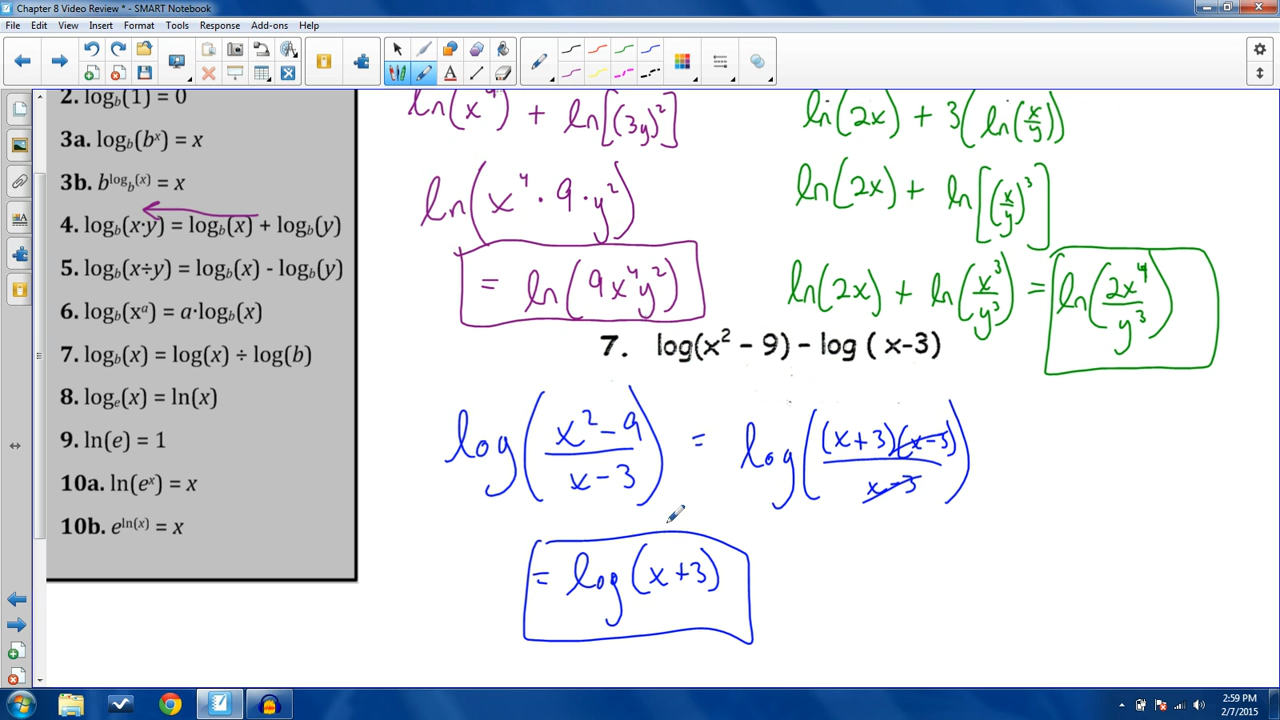 Chapter 8 Video Review * - SMART Notebook
File Edit View Insert Format Tools Response Add-ons Help
2. log_b(1) = 0
3a. log_b(b^x) = x
3b. b^{log_b(x)} = x
4. log_b(x·y) = log_b(x) + log_b(y)
5. log_b(x÷y) = log_b(x) - log_b(y)
6. log_b(x^a) = a·log_b(x)
7. log_b(x) = log(x) ÷ log(b)
8. log_e(x) = ln(x)
9. ln(e) = 1
10a. ln(e^x) = x
10b. e^{ln(x)} = x
ln(x^4) + ln[(3y)^2]
ln(x^4 · 9 · y^2)
= ln(9x^4y^2)
ln(2x) + 3(ln(x/y))
ln(2x) + ln[(x/y)^3]
ln(2x) + ln(x^3/y^3) = ln(2x^4/y^3)
7. log(x² - 9) - log ( x-3)
log((x²-9)/(x-3)) = log((x+3)(x-3)/(x-3))
= log(x+3)
2:59 PM
2/7/2015